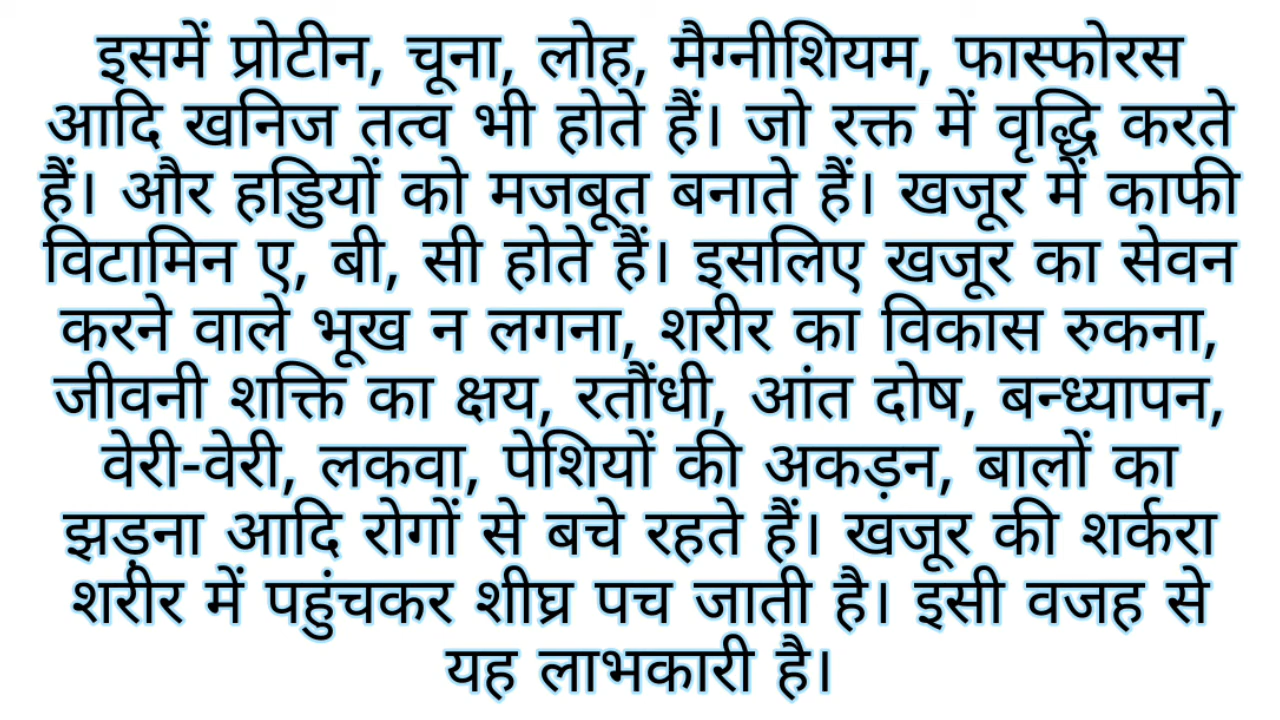 इसमें प्रोटीन, चूना, लोह, मैग्नीशियम, फास्फोरस
आदि खनिज तत्व भी होते हैं। जो रक्त में वृद्धि करते
हैं। और हड्डियों को मजबूत बनाते हैं। खजूर में काफी
विटामिन ए, बी, सी होते हैं। इसलिए खजूर का सेवन
करने वाले भूख न लगना, शरीर का विकास रुकना,
जीवनी शक्ति का क्षय, रतौंधी, आंत दोष, बन्ध्यापन,
वेरी-वेरी, लकवा, पेशियों की अकड़न, बालों का
झड़ना आदि रोगों से बचे रहते हैं। खजूर की शर्करा
शरीर में पहुंचकर शीघ्र पच जाती है। इसी वजह से
यह लाभकारी है।